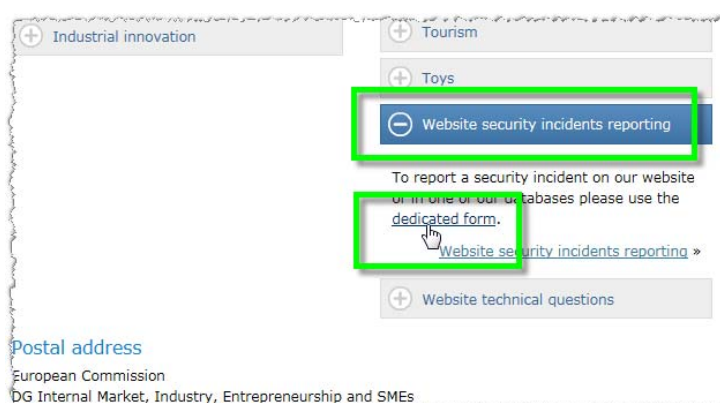 Industrial innovation
Tourism
Toys
Website security incidents reporting
To report a security incident on our website
or in one of our databases please use the
dedicated form.
Website security incidents reporting »
Website technical questions
Postal address
European Commission
DG Internal Market, Industry, Entrepreneurship and SMEs